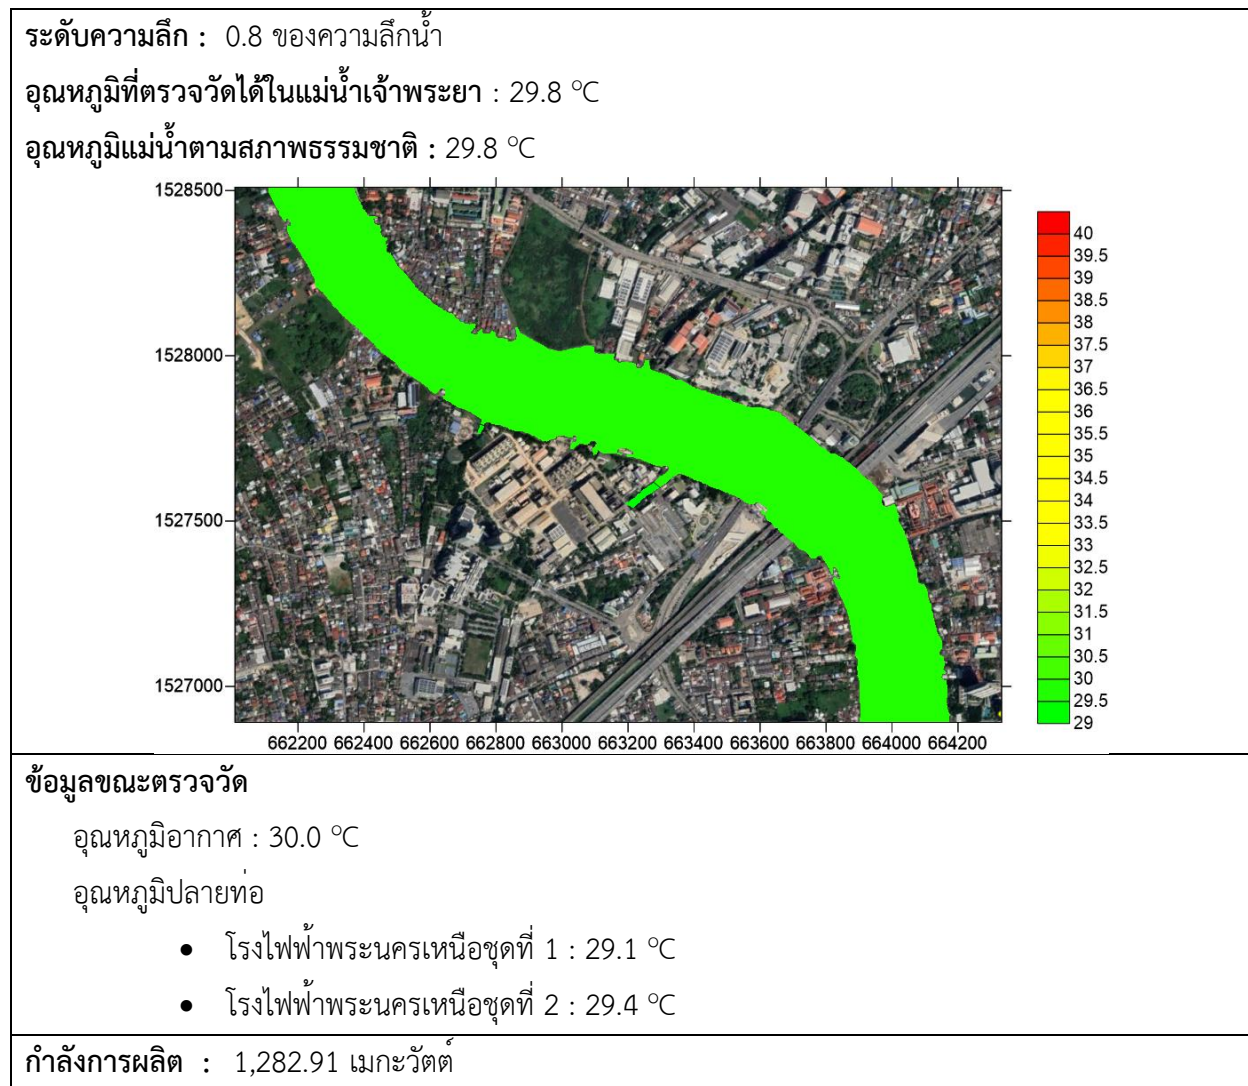 ระดับความลึก : 0.8 ของความลึกน้ำ
อุณหภูมิที่ตรวจวัดได้ในแม่น้ำเจ้าพระยา : 29.8 °C
อุณหภูมิแม่น้ำตามสภาพธรรมชาติ : 29.8 °C
1528500
1528000
1527500
1527000
662200 662400 662600 662800 663000 663200 663400 663600 663800 664000 664200
40
39.5
39
38.5
38
37.5
37
36.5
36
35.5
35
34.5
34
33.5
33
32.5
32
31.5
31
30.5
30
29.5
29
ข้อมูลขณะตรวจวัด
อุณหภูมิอากาศ : 30.0 °C
อุณหภูมิปลายท่อ
• โรงไฟฟ้าพระนครเหนือชุดที่ 1 : 29.1 °C
• โรงไฟฟ้าพระนครเหนือชุดที่ 2 : 29.4 °C
กำลังการผลิต : 1,282.91 เมกะวัตต์